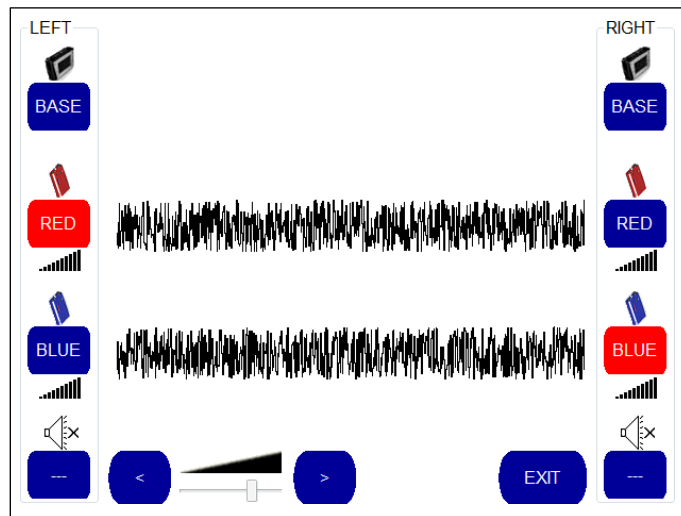 LEFT
RIGHT
BASE
BASE
RED
RED
BLUE
BLUE
---
<
>
EXIT
---